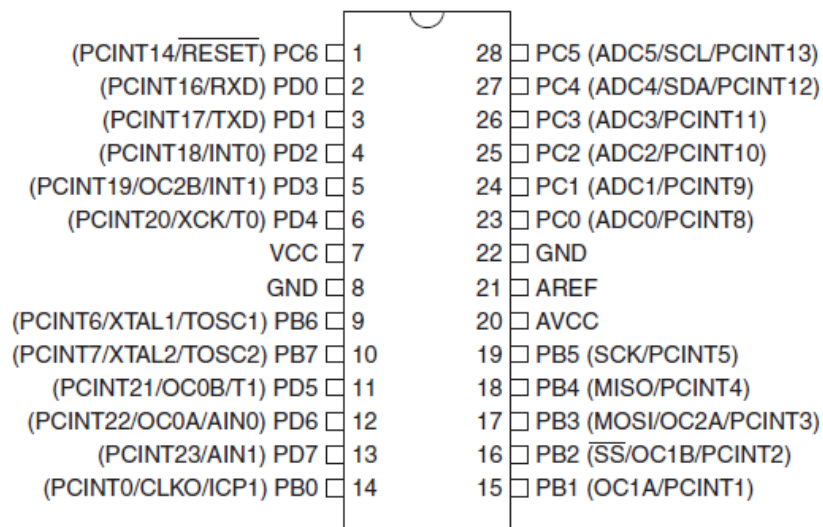 (PCINT14/RESET) PC6 1 28 PC5 (ADC5/SCL/PCINT13)
(PCINT16/RXD) PD0 2 27 PC4 (ADC4/SDA/PCINT12)
(PCINT17/TXD) PD1 3 26 PC3 (ADC3/PCINT11)
(PCINT18/INT0) PD2 4 25 PC2 (ADC2/PCINT10)
(PCINT19/OC2B/INT1) PD3 5 24 PC1 (ADC1/PCINT9)
(PCINT20/XCK/T0) PD4 6 23 PC0 (ADC0/PCINT8)
VCC 7 22 GND
GND 8 21 AREF
(PCINT6/XTAL1/TOSC1) PB6 9 20 AVCC
(PCINT7/XTAL2/TOSC2) PB7 10 19 PB5 (SCK/PCINT5)
(PCINT21/OC0B/T1) PD5 11 18 PB4 (MISO/PCINT4)
(PCINT22/OC0A/AIN0) PD6 12 17 PB3 (MOSI/OC2A/PCINT3)
(PCINT23/AIN1) PD7 13 16 PB2 (SS/OC1B/PCINT2)
(PCINT0/CLKO/ICP1) PB0 14 15 PB1 (OC1A/PCINT1)